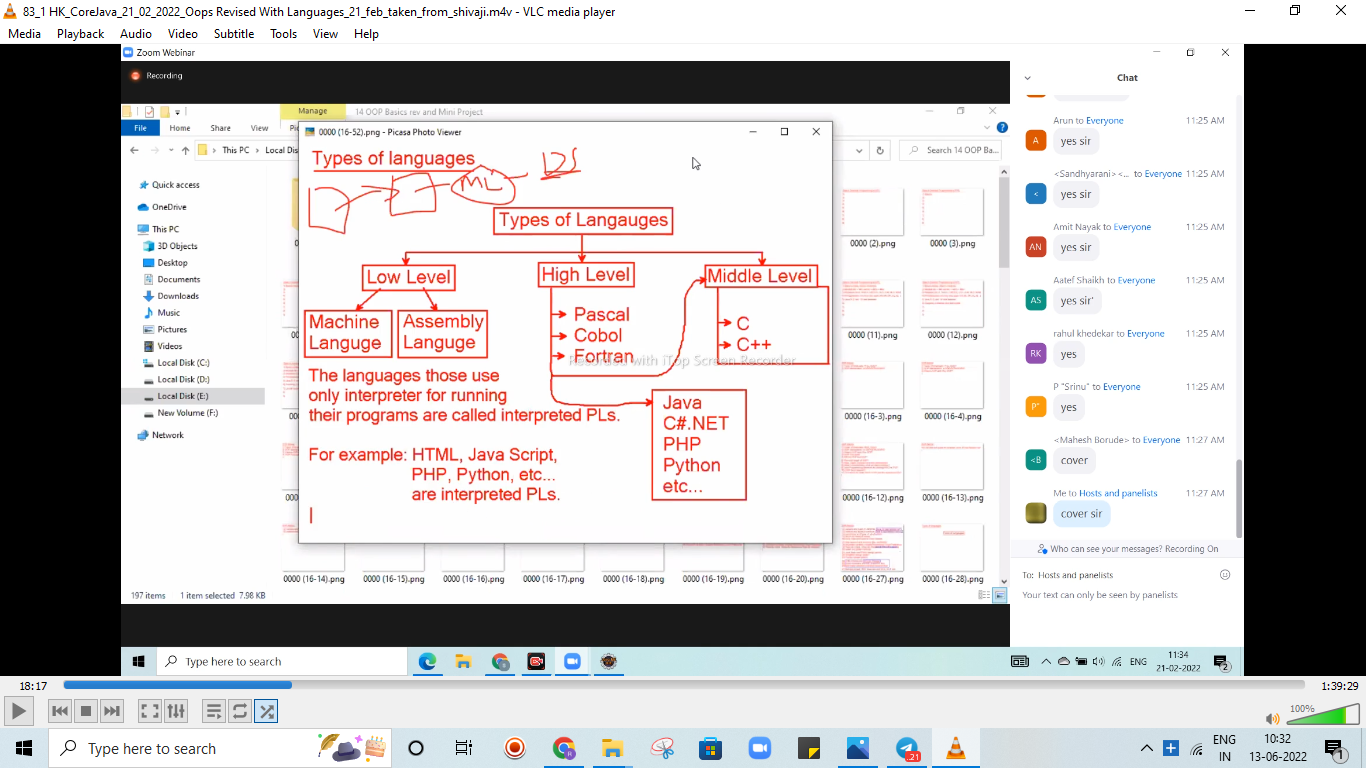 83_1 HK_CoreJava_21_02_2022_Oops Revised With Languages_21_feb_taken_from_shivaji.m4v - VLC media player
Media Playback Audio Video Subtitle Tools View Help
Zoom Webinar
Recording
Manage 14 OOP Basics rev and Mini Project
File Home Share View
This PC Local Dis
Search 14 OOP Ba...
Quick access
OneDrive
This PC
3D Objects
Desktop
Documents
Downloads
Music
Pictures
Videos
Local Disk (C:)
Local Disk (D:)
Local Disk (E:)
New Volume (F:)
Network
0000 (16-52).png - Picasa Photo Viewer
Types of languages
ML
Types of Langauges
Low Level
High Level
Middle Level
Machine
Languge
Assembly
Languge
Pascal
Cobol
Fortran
C
C++
Recorded with iTop Screen Recorder
The languages those use
only interpreter for running
their programs are called interpreted PLs.
For example: HTML, Java Script,
PHP, Python, etc...
are interpreted PLs.
Java
C#.NET
PHP
Python
etc...
0000 (2).png 0000 (3).png
(11).png (12).png
(16-3).png 0000 (16-4).png
(16-12).png 0000 (16-13).png
0000 (16-14).png 0000 (16-15).png 0000 (16-16).png 0000 (16-17).png 0000 (16-18).png 0000 (16-19).png 0000 (16-20).png 0000 (16-27).png 0000 (16-28).png
197 items 1 item selected 7.98 KB
Chat
Arun to Everyone 11:25 AM
A yes sir
<Sandhyarani> <... to Everyone 11:25 AM
< yes sir
Amit Nayak to Everyone 11:25 AM
AN yes sir
Aatef Shaikh to Everyone 11:25 AM
AS yes sir'
rahul khedekar to Everyone 11:25 AM
RK yes
P "Srinu" to Everyone 11:25 AM
P" yes
<Mahesh Borude> to Everyone 11:27 AM
<B cover
Me to Hosts and panelists 11:27 AM
cover sir
Who can see your messages? Recording On
To: Hosts and panelists
Your text can only be seen by panelists
Type here to search
ENG
11:34
21-02-2022
2
18:17
1:39:29
100%
Type here to search
21
ENG
IN
10:32
13-06-2022
1